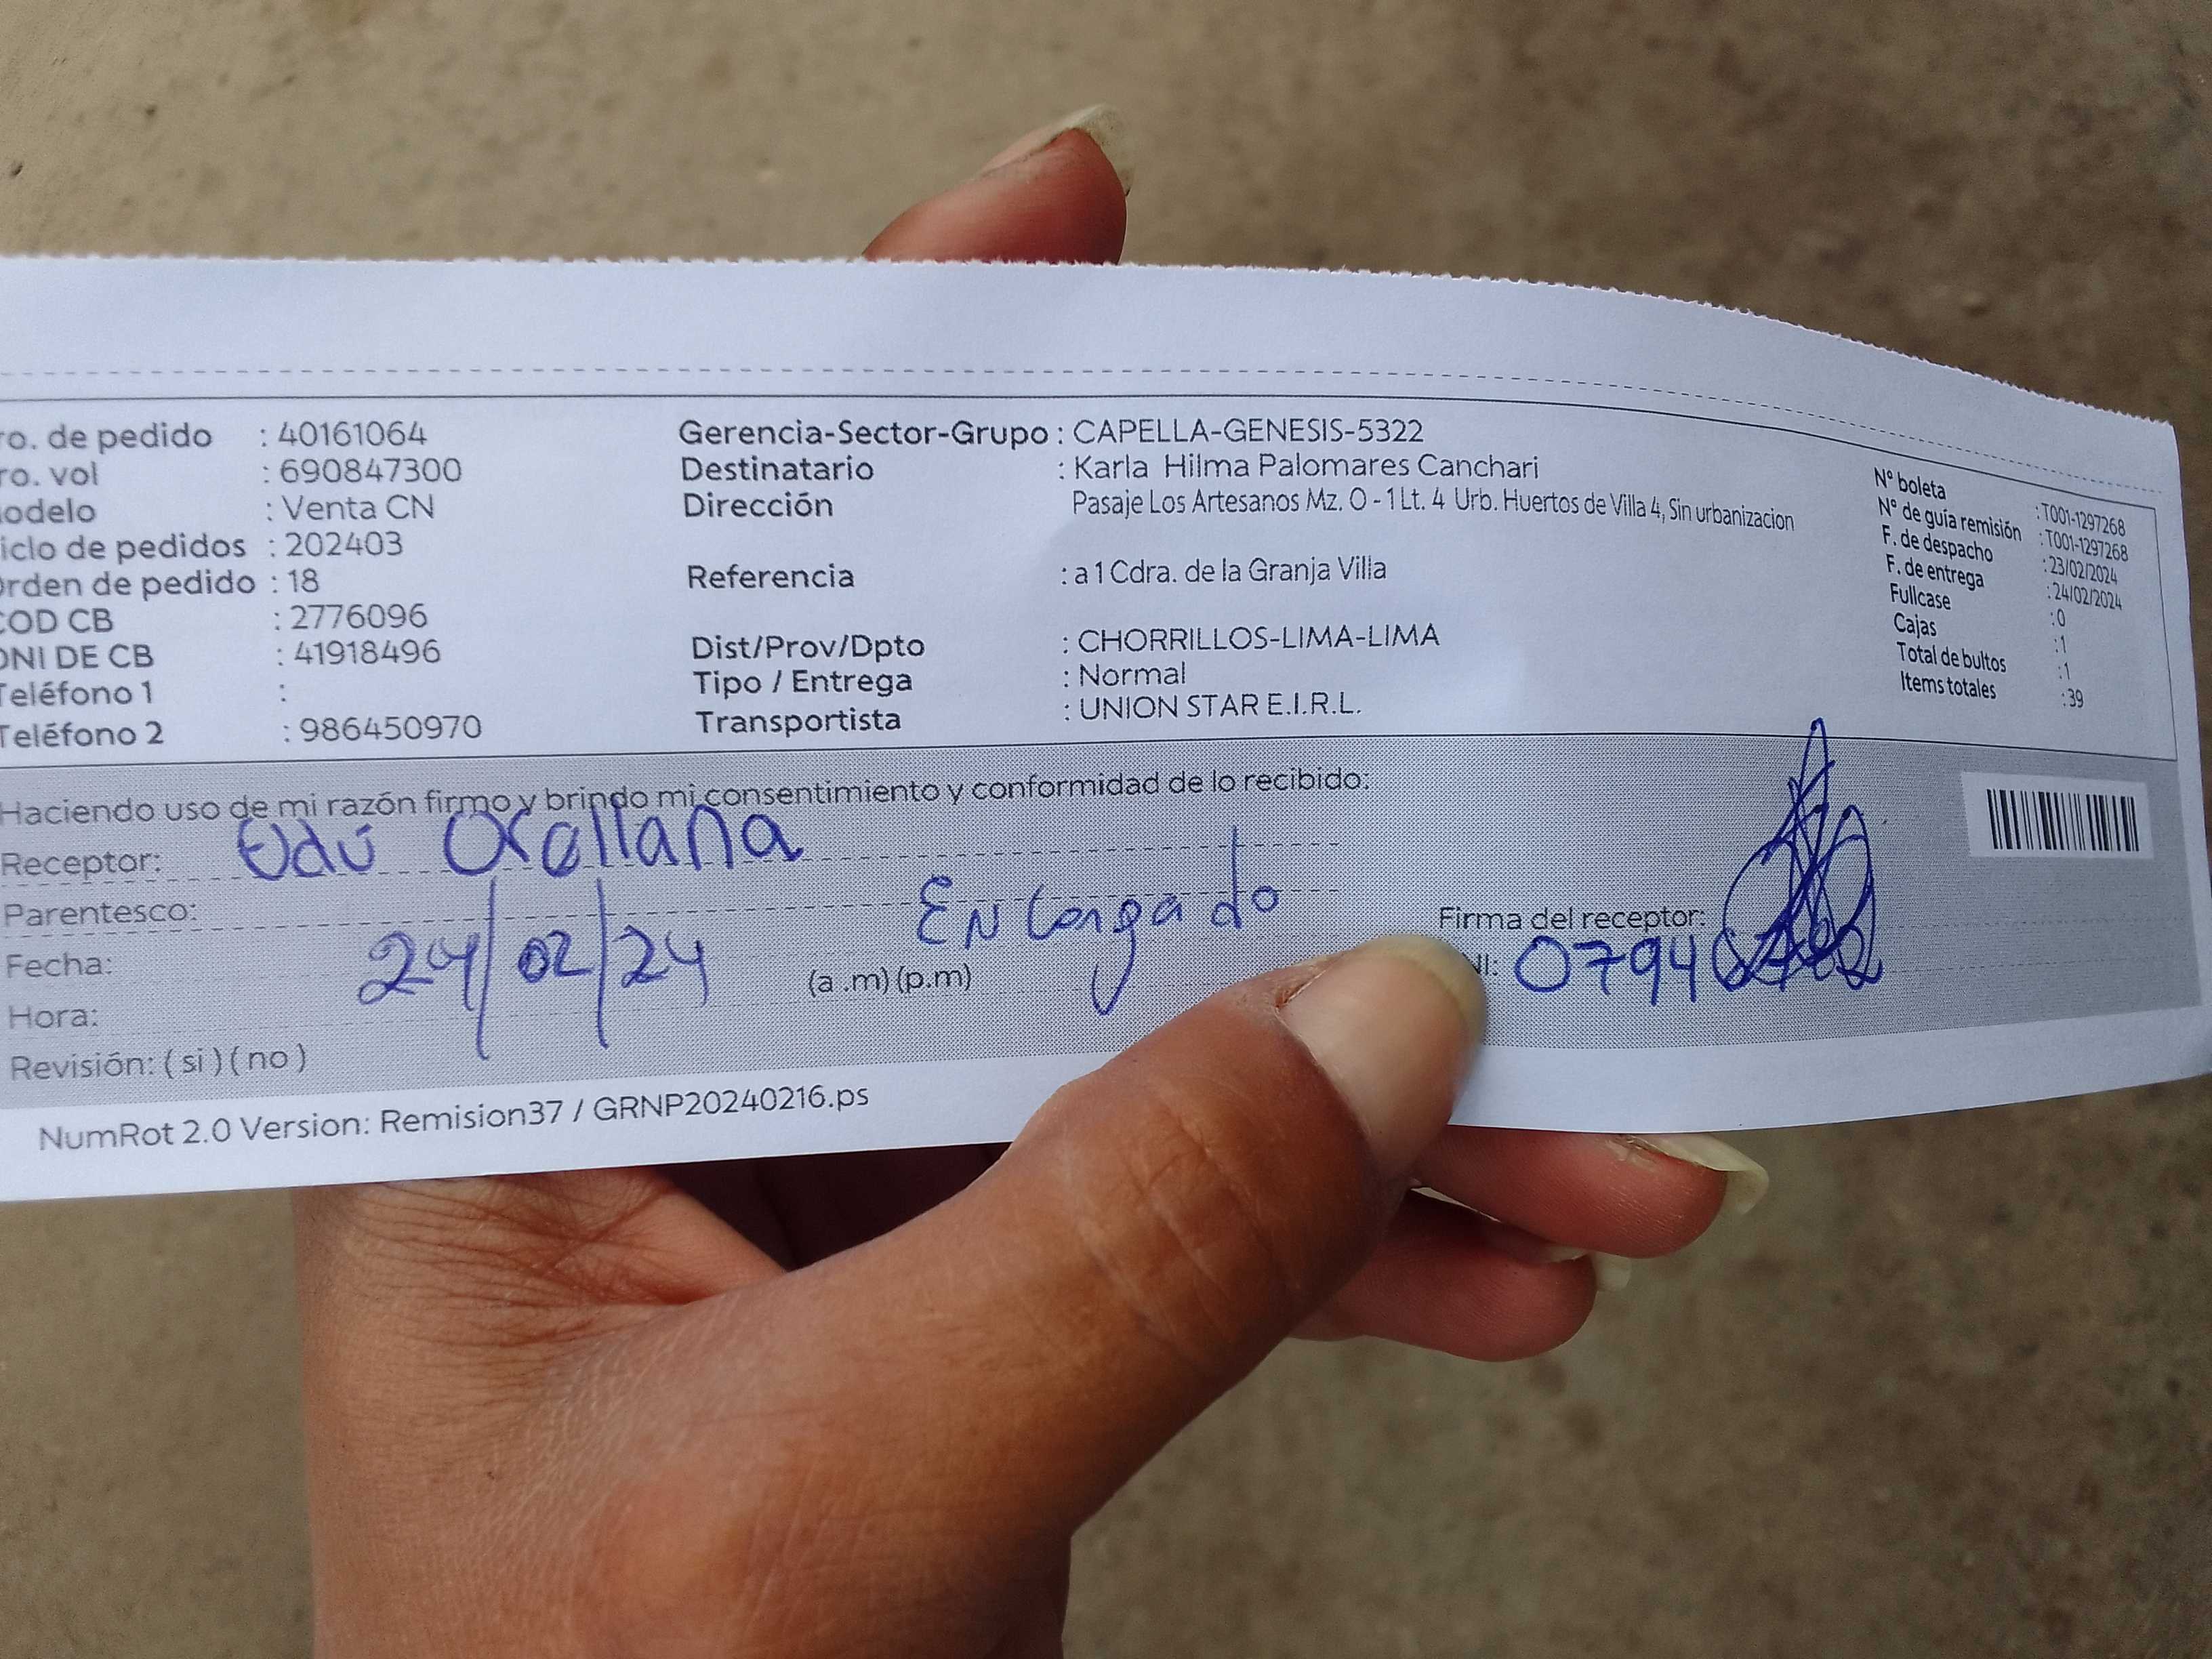 ro. de pedido : 40161064
ro. vol : 690847300
odelo : Venta CN
iclo de pedidos : 202403
rden de pedido : 18
COD CB : 2776096
DNI DE CB : 41918496
Teléfono 1 :
Teléfono 2 : 986450970
Gerencia-Sector-Grupo : CAPELLA-GENESIS-5322
Destinatario : Karla Hilma Palomares Canchari
Dirección Pasaje Los Artesanos Mz. O - 1 Lt. 4 Urb. Huertos de Villa 4, Sin urbanizacion
Referencia : a 1 Cdra. de la Granja Villa
Dist/Prov/Dpto : CHORRILLOS-LIMA-LIMA
Tipo / Entrega : Normal
Transportista : UNION STAR E.I.R.L.
N° boleta : T001-1297268
N° de guía remisión : T001-1297268
F. de despacho : 23/02/2024
F. de entrega : 24/02/2024
Fullcase : 0
Cajas : 1
Total de bultos : 1
Items totales : 39
Haciendo uso de mi razón firmo y brindo mi consentimiento y conformidad de lo recibido:
Receptor: Edú Orellana
Parentesco: Encargado
Fecha: 24/02/24
Hora: (a .m) (p.m)
Revisión: ( si ) ( no )
Firma del receptor:
NI:
NumRot 2.0 Version: Remision37 / GRNP20240216.ps